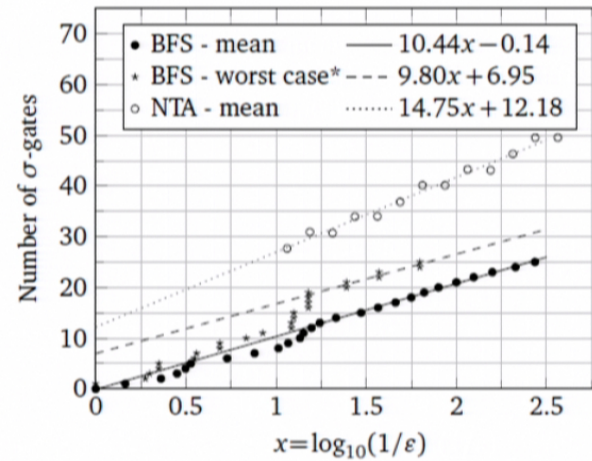 70
60
50
40
30
20
10
0
Number of σ-gates
BFS - mean 10.44x−0.14
BFS - worst case* 9.80x+6.95
NTA - mean 14.75x+12.18
0 0.5 1 1.5 2 2.5
x=log₁₀(1/ε)